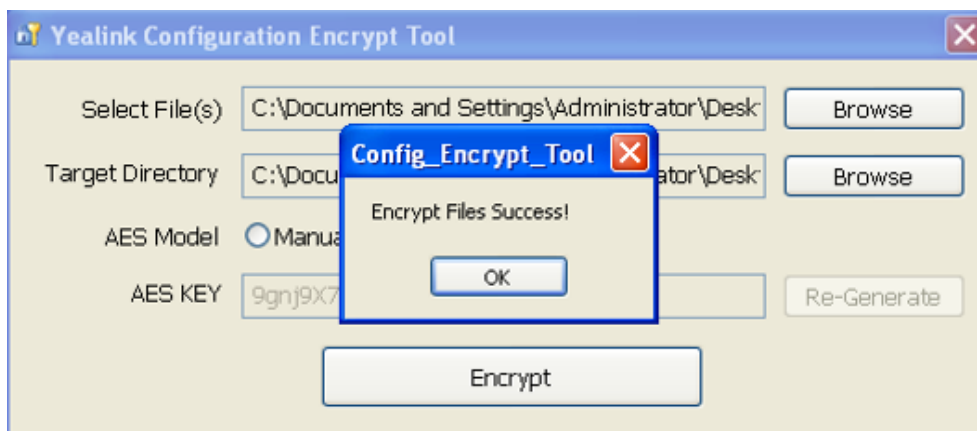 Yealink Configuration Encrypt Tool
Select File(s) C:\Documents and Settings\Administrator\Desk Browse
Config_Encrypt_Tool
Target Directory C:\Docu ator\Desk Browse
Encrypt Files Success!
AES Model Manua
OK
AES KEY 9gnj9X7 Re-Generate
Encrypt